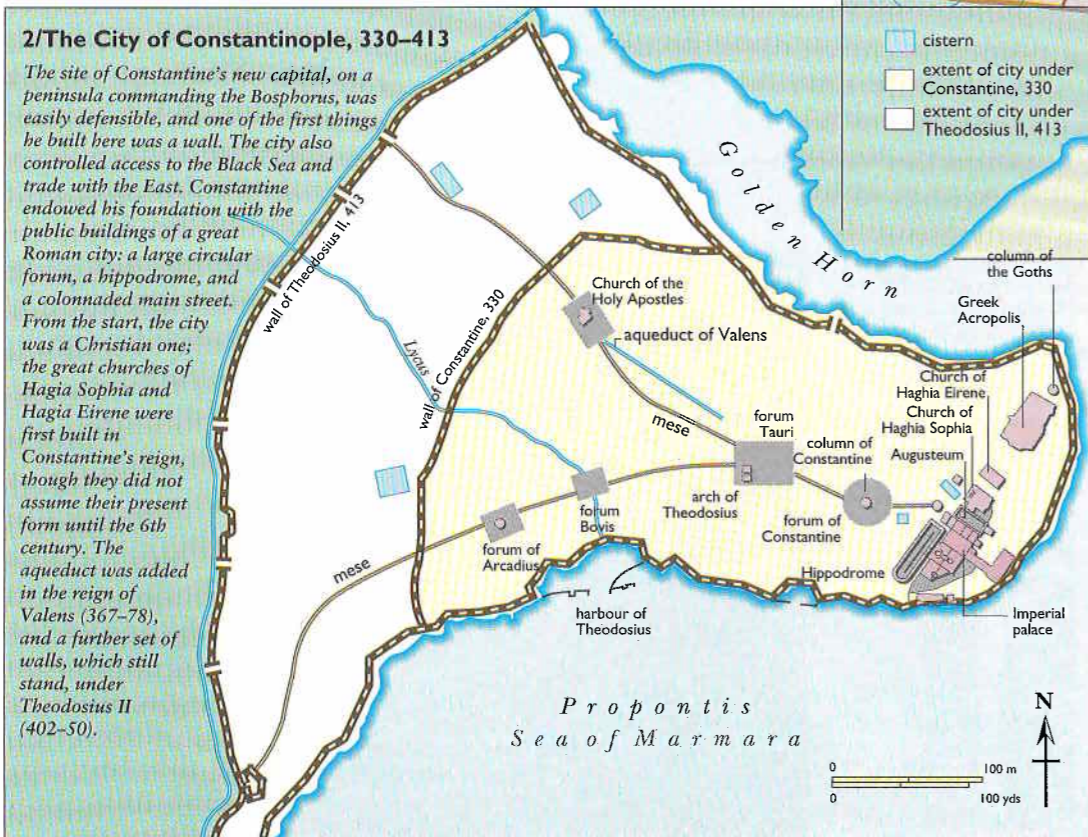 2/The City of Constantinople, 330–413
The site of Constantine's new capital, on a
peninsula commanding the Bosphorus, was
easily defensible, and one of the first things
he built here was a wall. The city also
controlled access to the Black Sea and
trade with the East. Constantine
endowed his foundation with the
public buildings of a great
Roman city: a large circular
forum, a hippodrome, and
a colonnaded main street.
From the start, the city
was a Christian one;
the great churches of
Hagia Sophia and
Hagia Eirene were
first built in
Constantine's reign,
though they did not
assume their present
form until the 6th
century. The
aqueduct was added
in the reign of
Valens (367–78),
and a further set of
walls, which still
stand, under
Theodosius II
(402–50).
cistern
extent of city under
Constantine, 330
extent of city under
Theodosius II, 413
Golden Horn
column of
the Goths
Greek
Acropolis
wall of Theodosius II, 413
wall of Constantine, 330
Lycus
Church of the
Holy Apostles
aqueduct of Valens
mese
forum
Tauri
column of
Constantine
Church of
Haghia Eirene
Church of
Haghia Sophia
Augusteum
arch of
Theodosius
forum of
Constantine
forum
Bovis
forum of
Arcadius
mese
Hippodrome
harbour of
Theodosius
Imperial
palace
Propontis
Sea of Marmara
N
0 100 m
0 100 yds